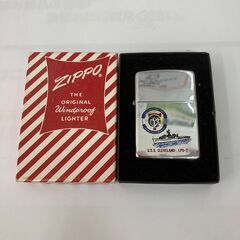 ZIPPO
THE
ORIGINAL
Windproof
LIGHTER
U.S.S. CLEVELAND LPD-7